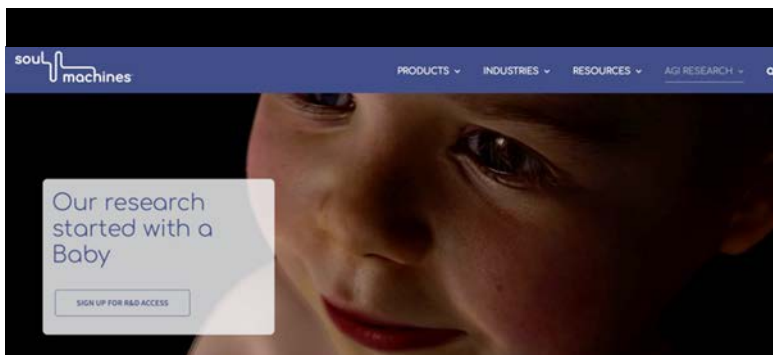 soul machines
PRODUCTS INDUSTRIES RESOURCES AGI RESEARCH
Our research
started with a
Baby
SIGN UP FOR R&D ACCESS